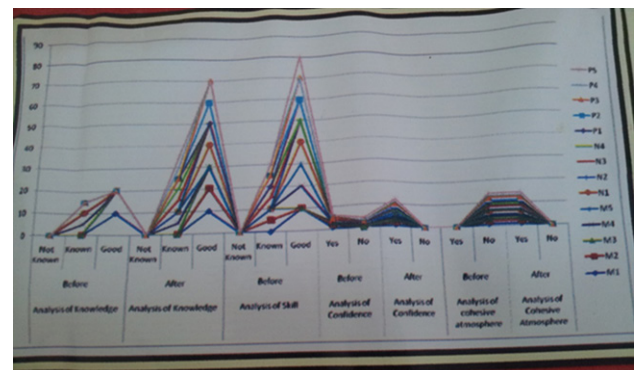 90
80
70
60
50
40
30
20
10
0
Not Known Known Good Not Known Known Good Not Known Known Good Yes No Yes No Yes No Yes No
Before After Before Before After Before After
Analysis of Knowledge Analysis of Knowledge Analysis of Skill Analysis of Confidence Analysis of Confidence Analysis of cohesive atmosphere Analysis of Cohesive Atmosphere
P5
P4
P3
P2
P1
N4
N3
N2
N1
M5
M4
M3
M2
M1